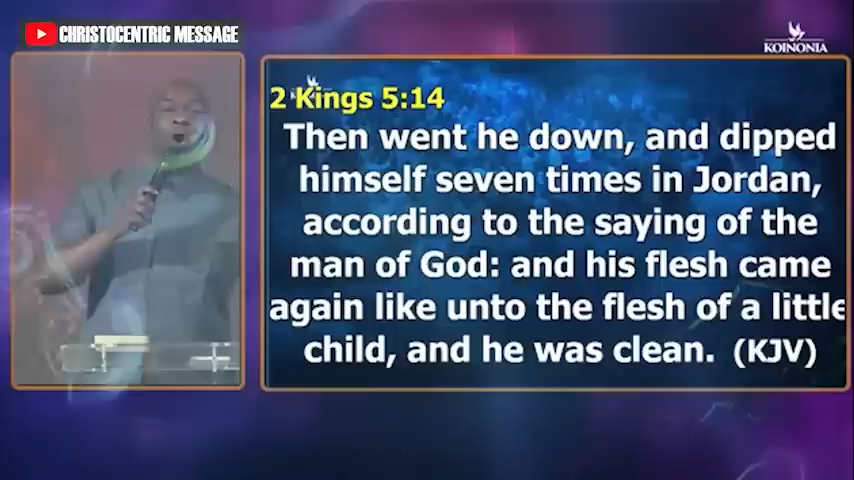 CHRISTOCENTRIC MESSAGE
KOINONIA
2 Kings 5:14
Then went he down, and dipped
himself seven times in Jordan,
according to the saying of the
man of God: and his flesh came
again like unto the flesh of a little
child, and he was clean. (KJV)